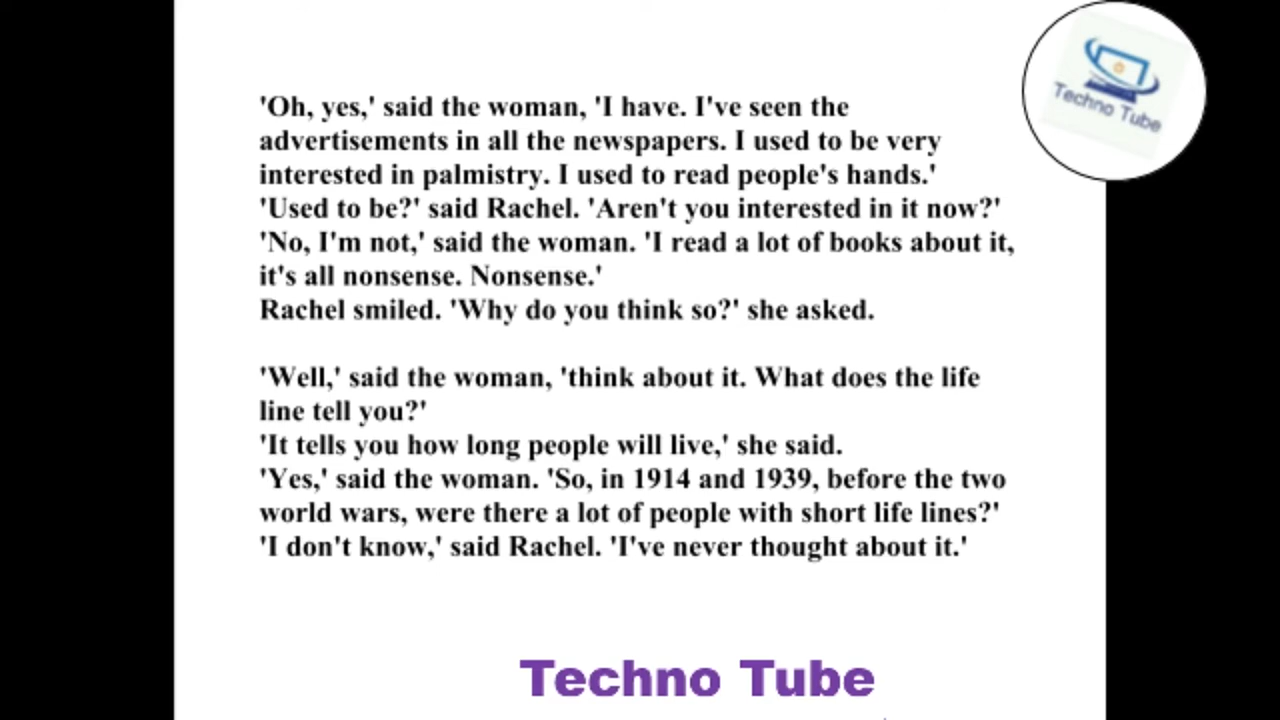 'Oh, yes,' said the woman, 'I have. I've seen the
advertisements in all the newspapers. I used to be very
interested in palmistry. I used to read people's hands.'
'Used to be?' said Rachel. 'Aren't you interested in it now?'
'No, I'm not,' said the woman. 'I read a lot of books about it,
it's all nonsense. Nonsense.'
Rachel smiled. 'Why do you think so?' she asked.
'Well,' said the woman, 'think about it. What does the life
line tell you?'
'It tells you how long people will live,' she said.
'Yes,' said the woman. 'So, in 1914 and 1939, before the two
world wars, were there a lot of people with short life lines?'
'I don't know,' said Rachel. 'I've never thought about it.'
Techno Tube
Techno Tube